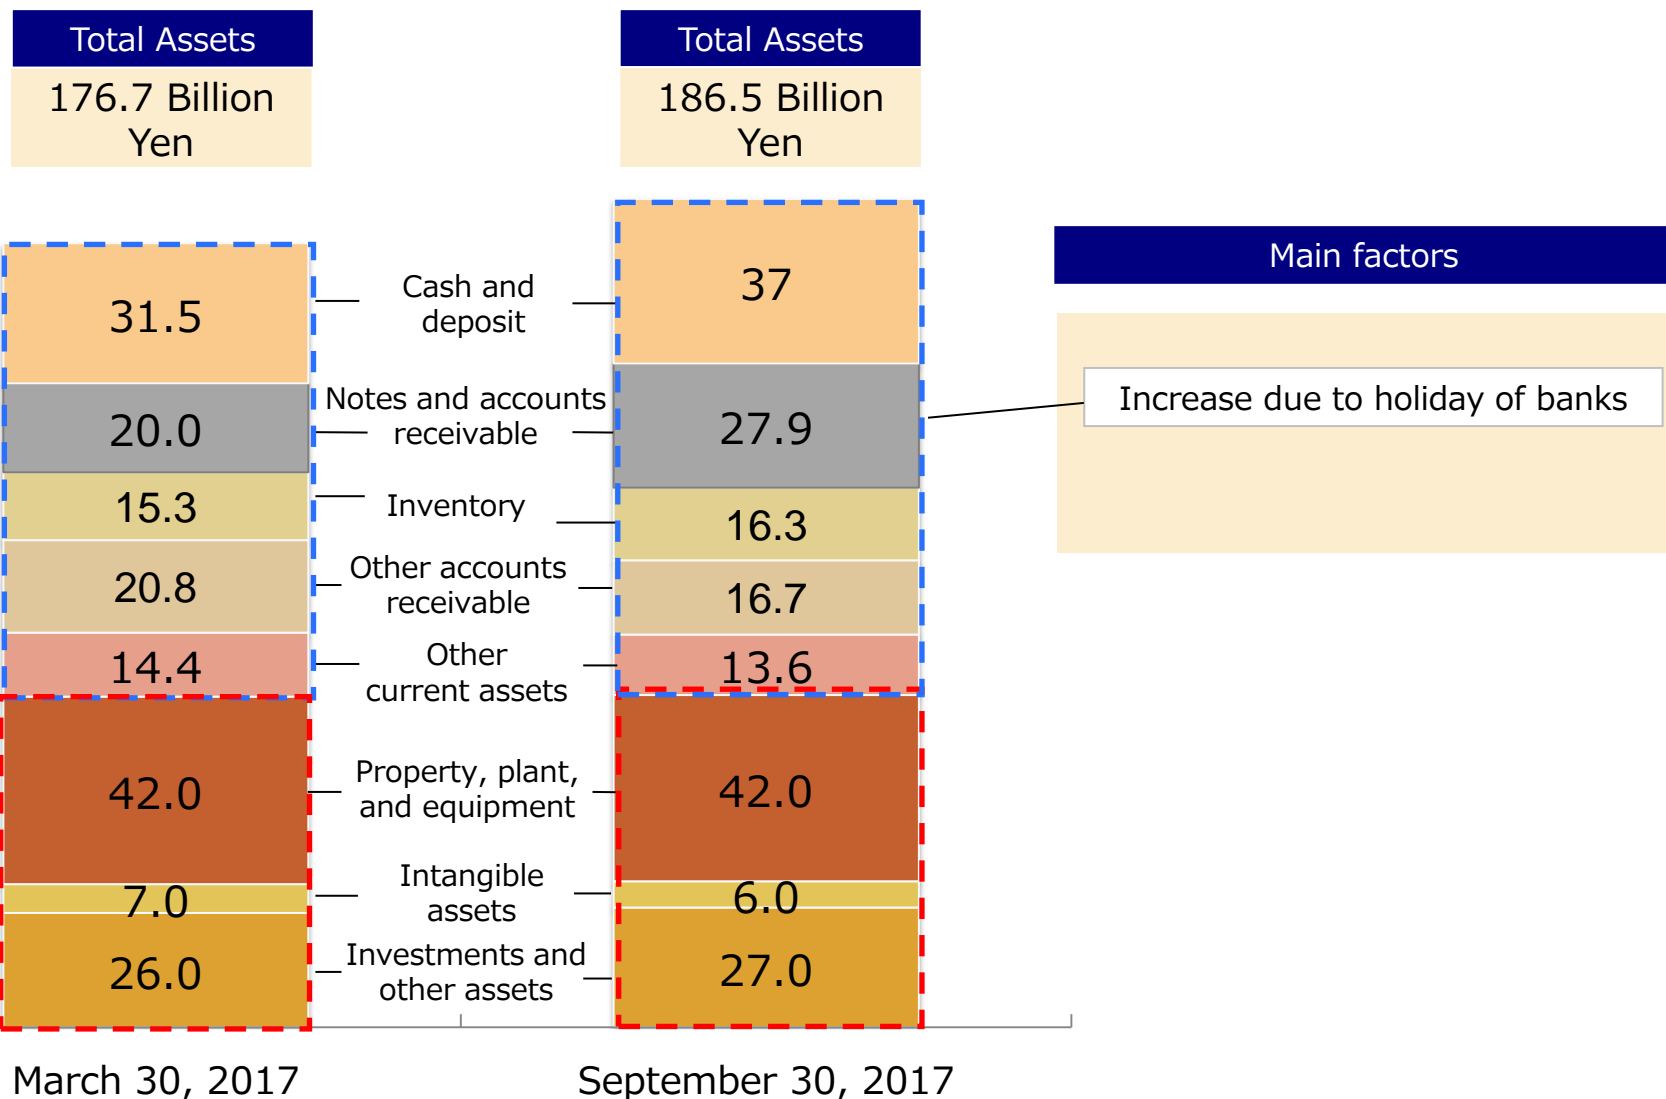 Total Assets
176.7 Billion
Yen
Total Assets
186.5 Billion
Yen
Main factors
Increase due to holiday of banks
31.5
Cash and
deposit
37
20.0
Notes and accounts
receivable
27.9
15.3
Inventory
16.3
20.8
Other accounts
receivable
16.7
14.4
Other
current assets
13.6
42.0
Property, plant,
and equipment
42.0
7.0
Intangible
assets
6.0
26.0
Investments and
other assets
27.0
March 30, 2017
September 30, 2017